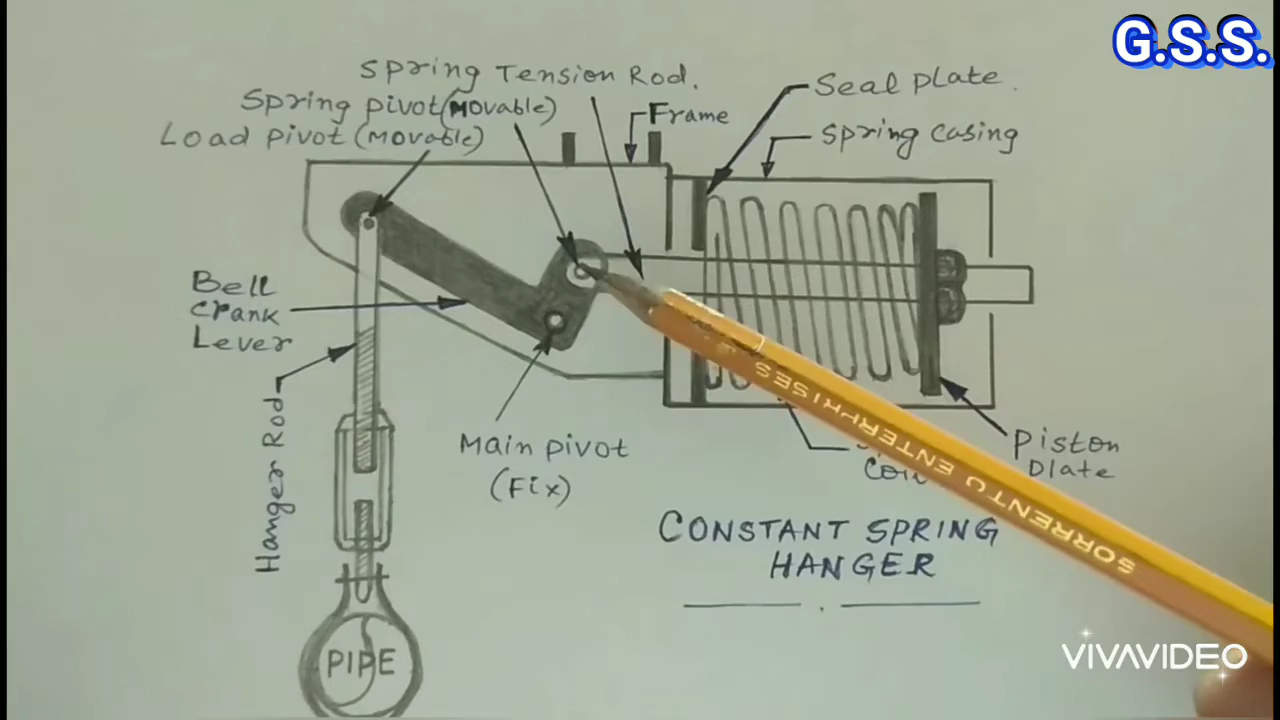 G.S.S.
Spring Tension Rod.
Spring pivot (Movable)
Load pivot (Movable)
Frame
Seal plate.
Spring casing
Bell
Crank
Lever
Hanger Rod
Main pivot
(Fix)
Piston
Plate
CONSTANT SPRING
HANGER
PIPE
SORRENTO ENTERPRISES
VIVAVIDEO